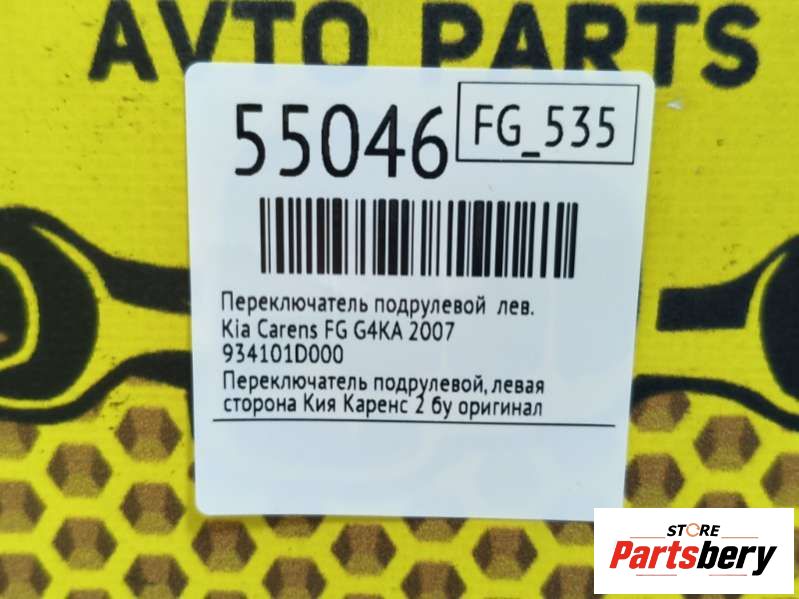 AVTO PARTS
55046
FG_535
Переключатель подрулевой лев.
Kia Carens FG G4KA 2007
934101D000
Переключатель подрулевой, левая
сторона Кия Каренс 2 бу оригинал
STORE
Partsbery